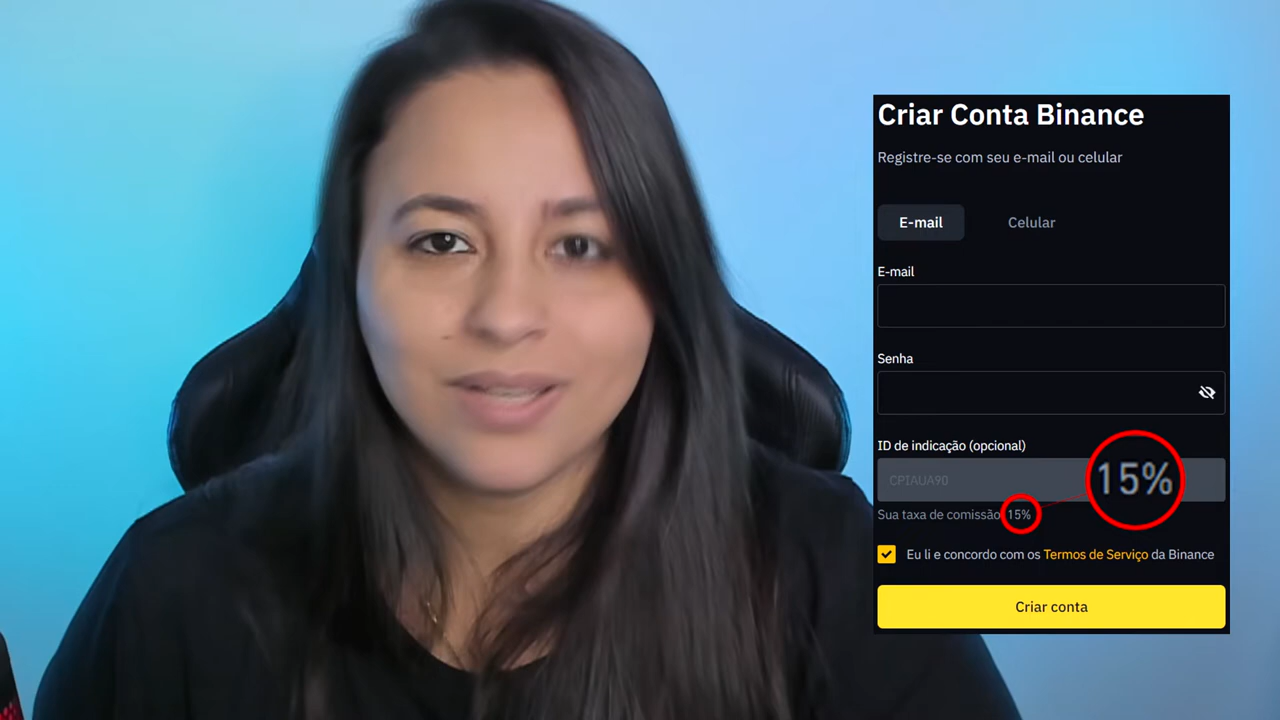 Criar Conta Binance
Registre-se com seu e-mail ou celular
E-mail Celular
E-mail
Senha
ID de indicação (opcional)
CPIAUA90
15%
Sua taxa de comissão 15%
Eu li e concordo com os Termos de Serviço da Binance
Criar conta